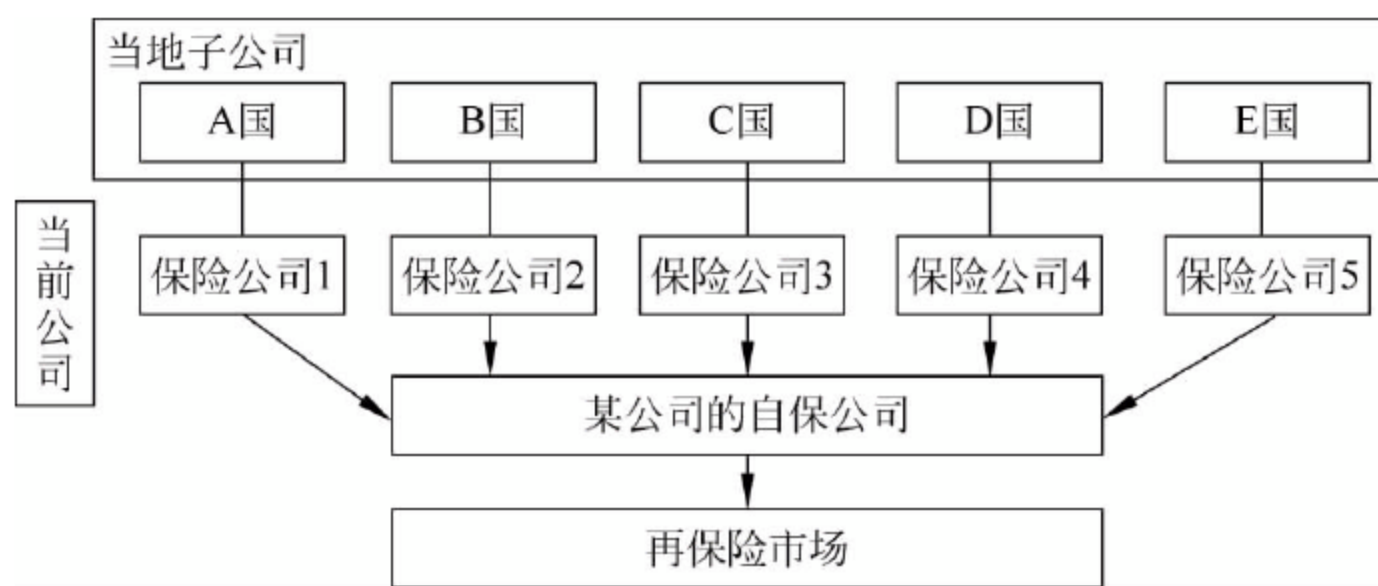 当地子公司
A国 B国 C国 D国 E国
当前公司
保险公司1 保险公司2 保险公司3 保险公司4 保险公司5
某公司的自保公司
再保险市场